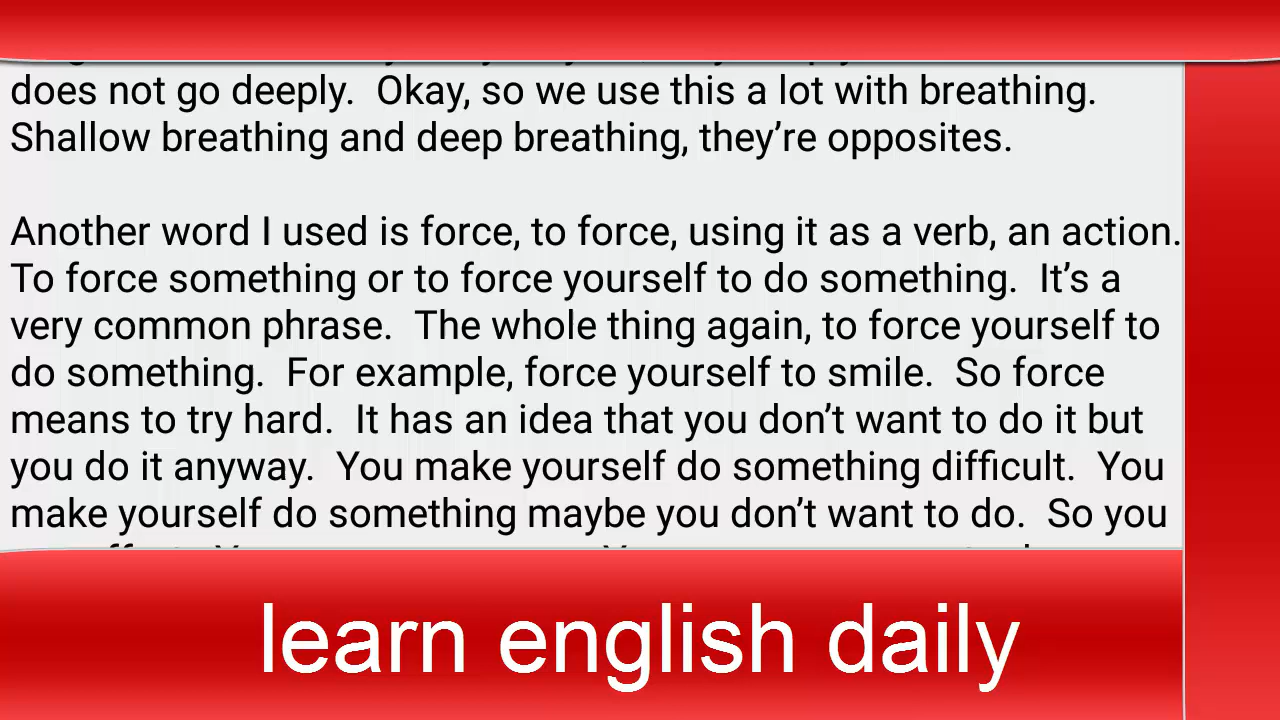 does not go deeply.  Okay, so we use this a lot with breathing.
Shallow breathing and deep breathing, they’re opposites.
Another word I used is force, to force, using it as a verb, an action.
To force something or to force yourself to do something.  It’s a
very common phrase.  The whole thing again, to force yourself to
do something.  For example, force yourself to smile.  So force
means to try hard.  It has an idea that you don’t want to do it but
you do it anyway.  You make yourself do something difficult.  You
make yourself do something maybe you don’t want to do.  So you
learn english daily